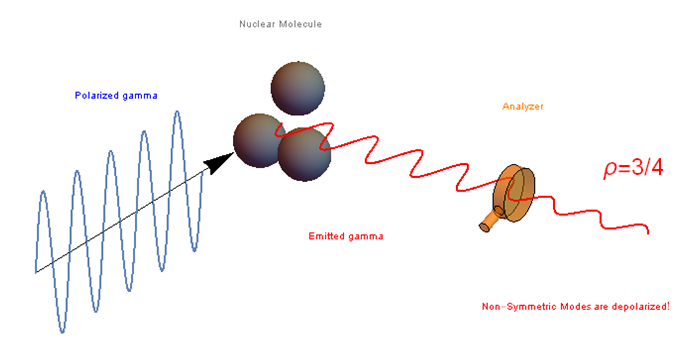 Nuclear Molecule
Polarized gamma
Analyzer
ρ=3/4
Emitted gamma
Non-Symmetric Modes are depolarized!